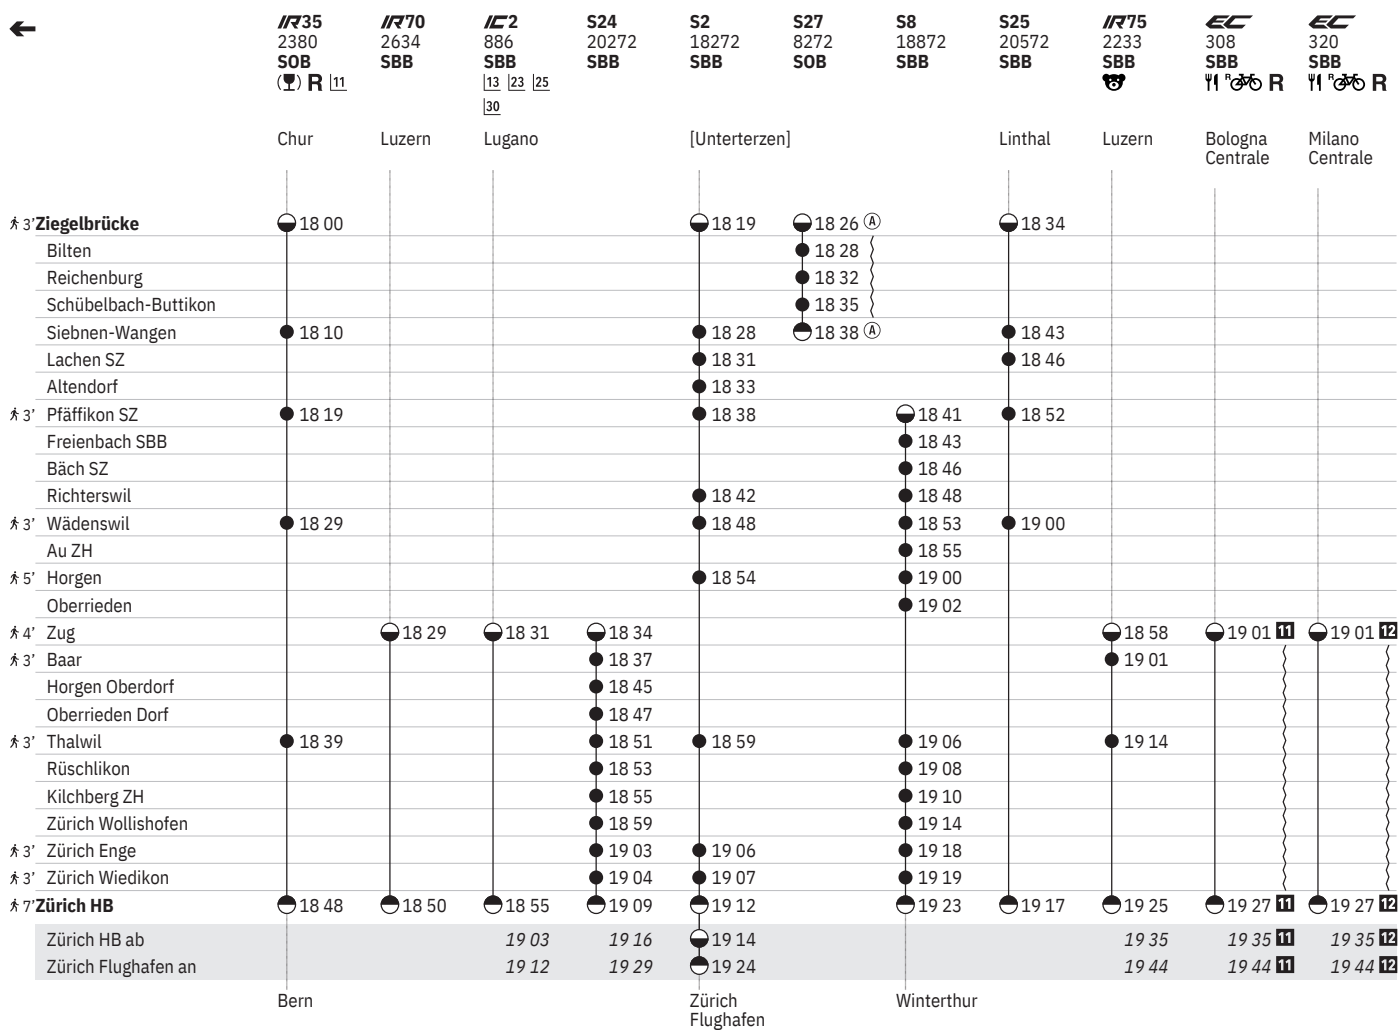 IR35 IR70 IC2 S24 S2 S27 S8 S25 IR75 EC EC
2380 2634 886 20272 18272 8272 18872 20572 2233 308 320
SOB SBB SBB SBB SBB SOB SBB SBB SBB SBB SBB
R 11 13 23 25 R R R R
30
Chur Luzern Lugano [Unterterzen] Linthal Luzern Bologna Milano
Centrale Centrale
3' Ziegelbrücke 18 00 18 19 18 26 A 18 34
Bilten 18 28
Reichenburg 18 32
Schübelbach-Buttikon 18 35
Siebnen-Wangen 18 10 18 28 18 38 A 18 43
Lachen SZ 18 31 18 46
Altendorf 18 33
3' Pfäffikon SZ 18 19 18 38 18 41 18 52
Freienbach SBB 18 43
Bäch SZ 18 46
Richterswil 18 42 18 48
3' Wädenswil 18 29 18 48 18 53 19 00
Au ZH 18 55
5' Horgen 18 54 19 00
Oberrieden 19 02
4' Zug 18 29 18 31 18 34 18 58 19 01 11 19 01 12
3' Baar 18 37 19 01
Horgen Oberdorf 18 45
Oberrieden Dorf 18 47
3' Thalwil 18 39 18 51 18 59 19 06 19 14
Rüschlikon 18 53 19 08
Kilchberg ZH 18 55 19 10
Zürich Wollishofen 18 59 19 14
3' Zürich Enge 19 03 19 06 19 18
3' Zürich Wiedikon 19 04 19 07 19 19
7' Zürich HB 18 48 18 50 18 55 19 09 19 12 19 23 19 17 19 25 19 27 11 19 27 12
Zürich HB ab 19 03 19 16 19 14 19 35 19 35 11 19 35 12
Zürich Flughafen an 19 12 19 29 19 24 19 44 19 44 11 19 44 12
Bern Zürich Winterthur
Flughafen